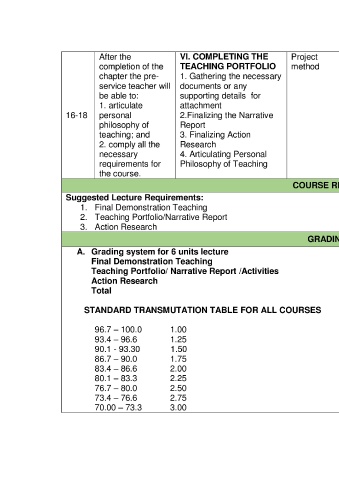 After the
completion of the
chapter the pre-
service teacher will
be able to:
1. articulate
personal
philosophy of
teaching; and
2. comply all the
necessary
requirements for
the course.
16-18
VI. COMPLETING THE
TEACHING PORTFOLIO
1. Gathering the necessary
documents or any
supporting details for
attachment
2.Finalizing the Narrative
Report
3. Finalizing Action
Research
4. Articulating Personal
Philosophy of Teaching
Project
method
COURSE RE
Suggested Lecture Requirements:
1. Final Demonstration Teaching
2. Teaching Portfolio/Narrative Report
3. Action Research
GRADIN
A. Grading system for 6 units lecture
Final Demonstration Teaching
Teaching Portfolio/ Narrative Report /Activities
Action Research
Total
STANDARD TRANSMUTATION TABLE FOR ALL COURSES
96.7 – 100.0 1.00
93.4 – 96.6 1.25
90.1 - 93.30 1.50
86.7 – 90.0 1.75
83.4 – 86.6 2.00
80.1 – 83.3 2.25
76.7 – 80.0 2.50
73.4 – 76.6 2.75
70.00 – 73.3 3.00